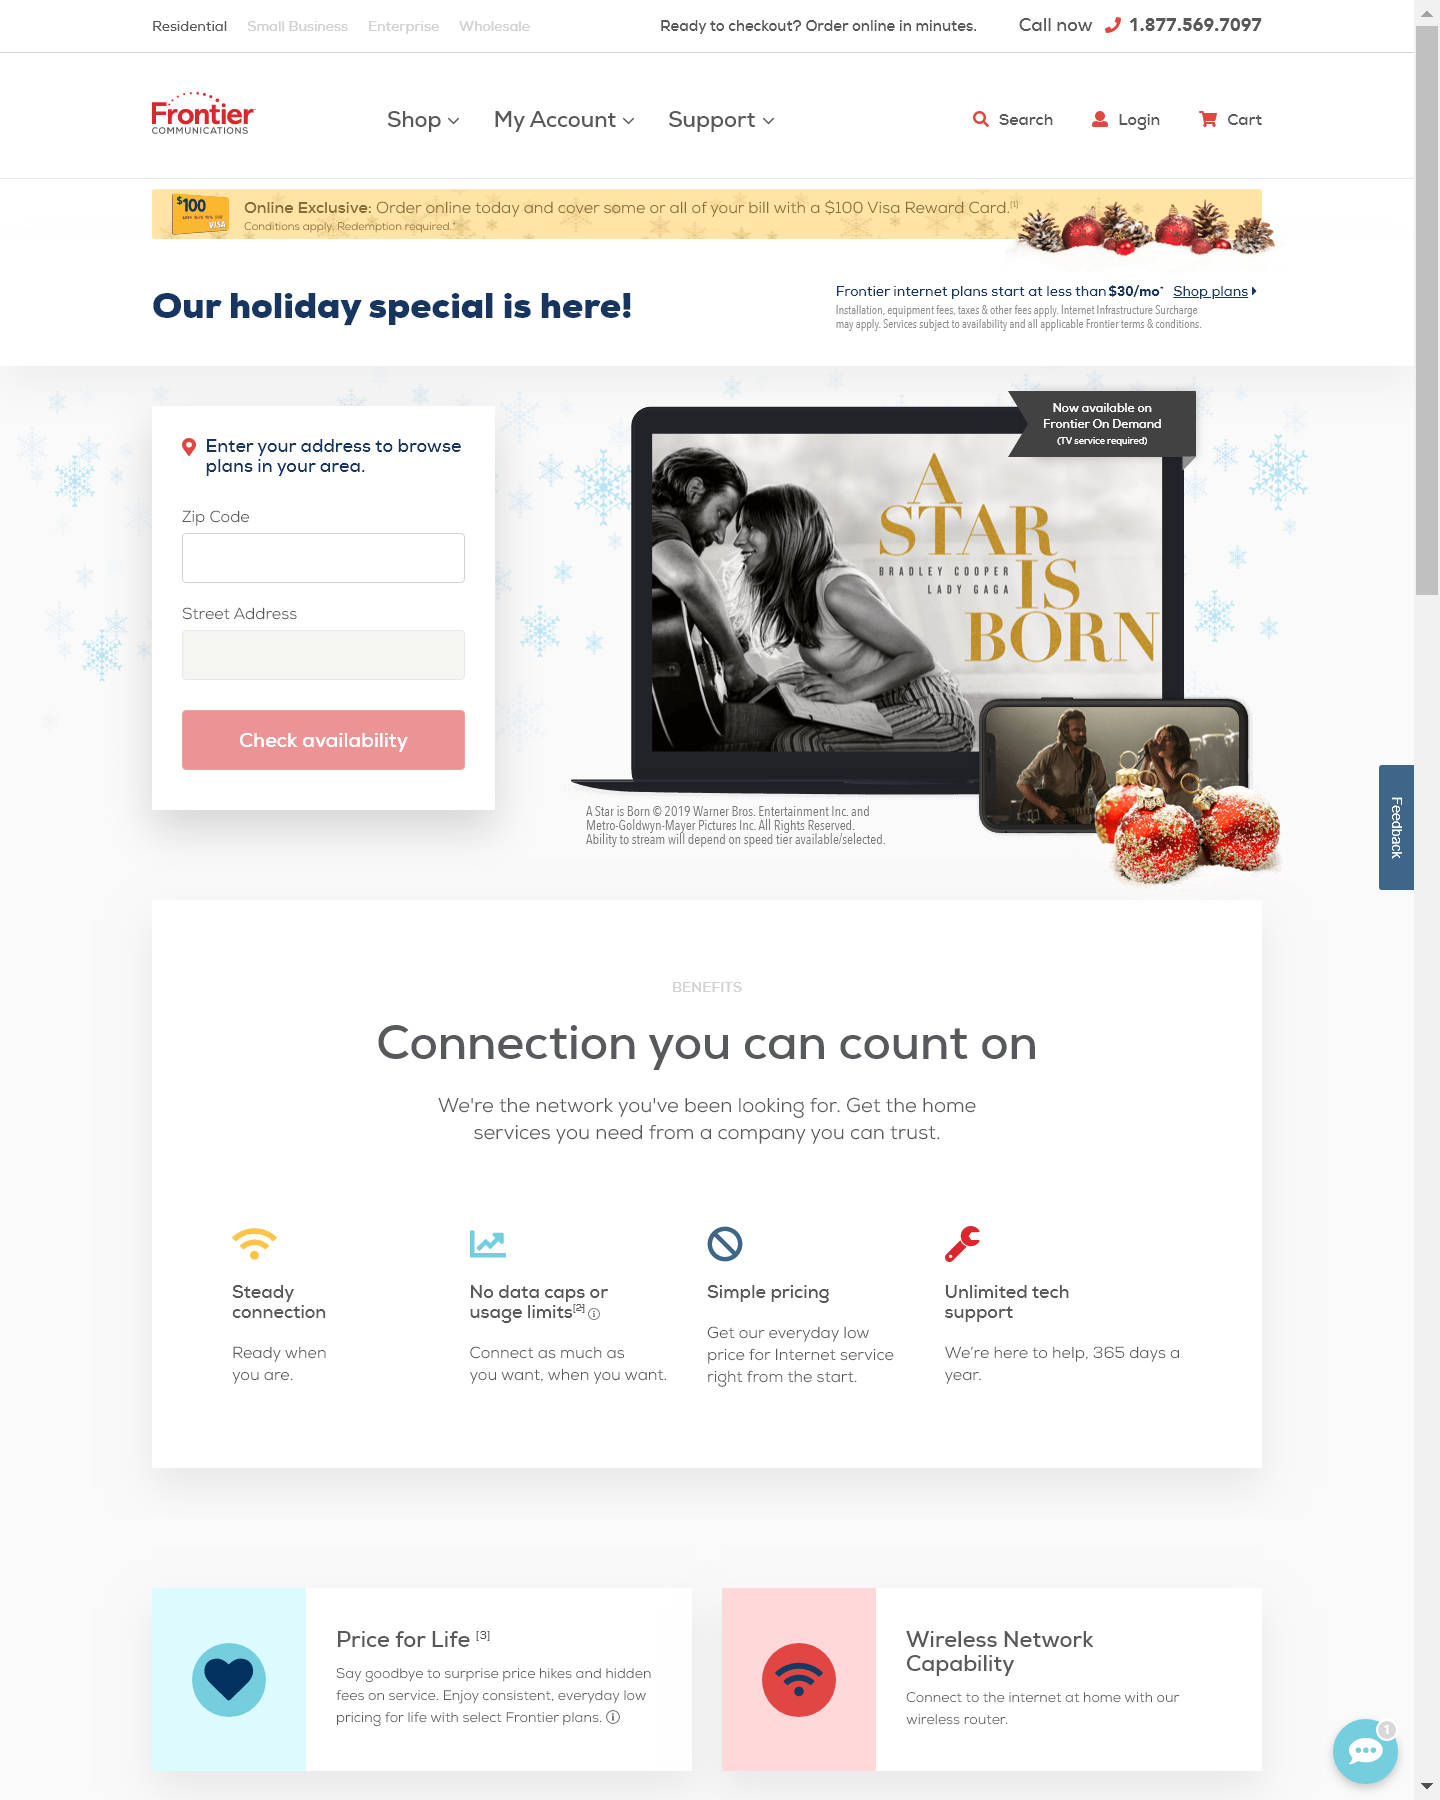 Residential Small Business Enterprise Wholesale Ready to checkout? Order online in minutes. Call now 1.877.569.7097
Frontier
COMMUNICATIONS
Shop My Account Support Search Login Cart
$100
VISA
Online Exclusive: Order online today and cover some or all of your bill with a $100 Visa Reward Card.[1]
Conditions apply. Redemption required.*
Our holiday special is here!
Frontier internet plans start at less than $30/mo* Shop plans
Installation, equipment fees, taxes & other fees apply. Internet Infrastructure Surcharge
may apply. Services subject to availability and all applicable Frontier terms & conditions.
Enter your address to browse
plans in your area.
Zip Code
Street Address
Check availability
Now available on
Frontier On Demand
(TV service required)
A
STAR
BRADLEY COOPER
LADY GAGA
IS
BORN
A Star is Born © 2019 Warner Bros. Entertainment Inc. and
Metro-Goldwyn-Mayer Pictures Inc. All Rights Reserved.
Ability to stream will depend on speed tier available/selected.
Feedback
BENEFITS
Connection you can count on
We're the network you've been looking for. Get the home
services you need from a company you can trust.
Steady
connection
Ready when
you are.
No data caps or
usage limits[2]
Connect as much as
you want, when you want.
Simple pricing
Get our everyday low
price for Internet service
right from the start.
Unlimited tech
support
We’re here to help, 365 days a
year.
Price for Life [3]
Say goodbye to surprise price hikes and hidden
fees on service. Enjoy consistent, everyday low
pricing for life with select Frontier plans.
Wireless Network
Capability
Connect to the internet at home with our
wireless router.
1